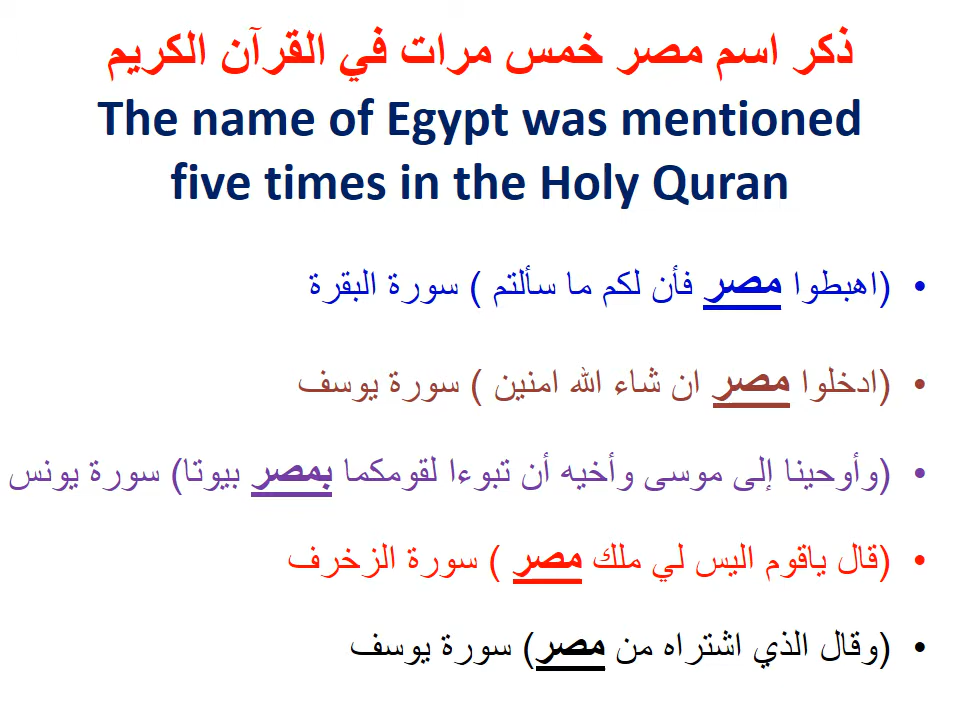 ذكر اسم مصر خمس مرات في القرآن الكريم
The name of Egypt was mentioned
five times in the Holy Quran
• (اهبطوا مصر فأن لكم ما سألتم ) سورة البقرة
• (ادخلوا مصر ان شاء الله امنين ) سورة يوسف
• (وأوحينا إلى موسى وأخيه أن تبوءا لقومكما بمصر بيوتا) سورة يونس
• (قال ياقوم اليس لي ملك مصر ) سورة الزخرف
• (وقال الذي اشتراه من مصر) سورة يوسف